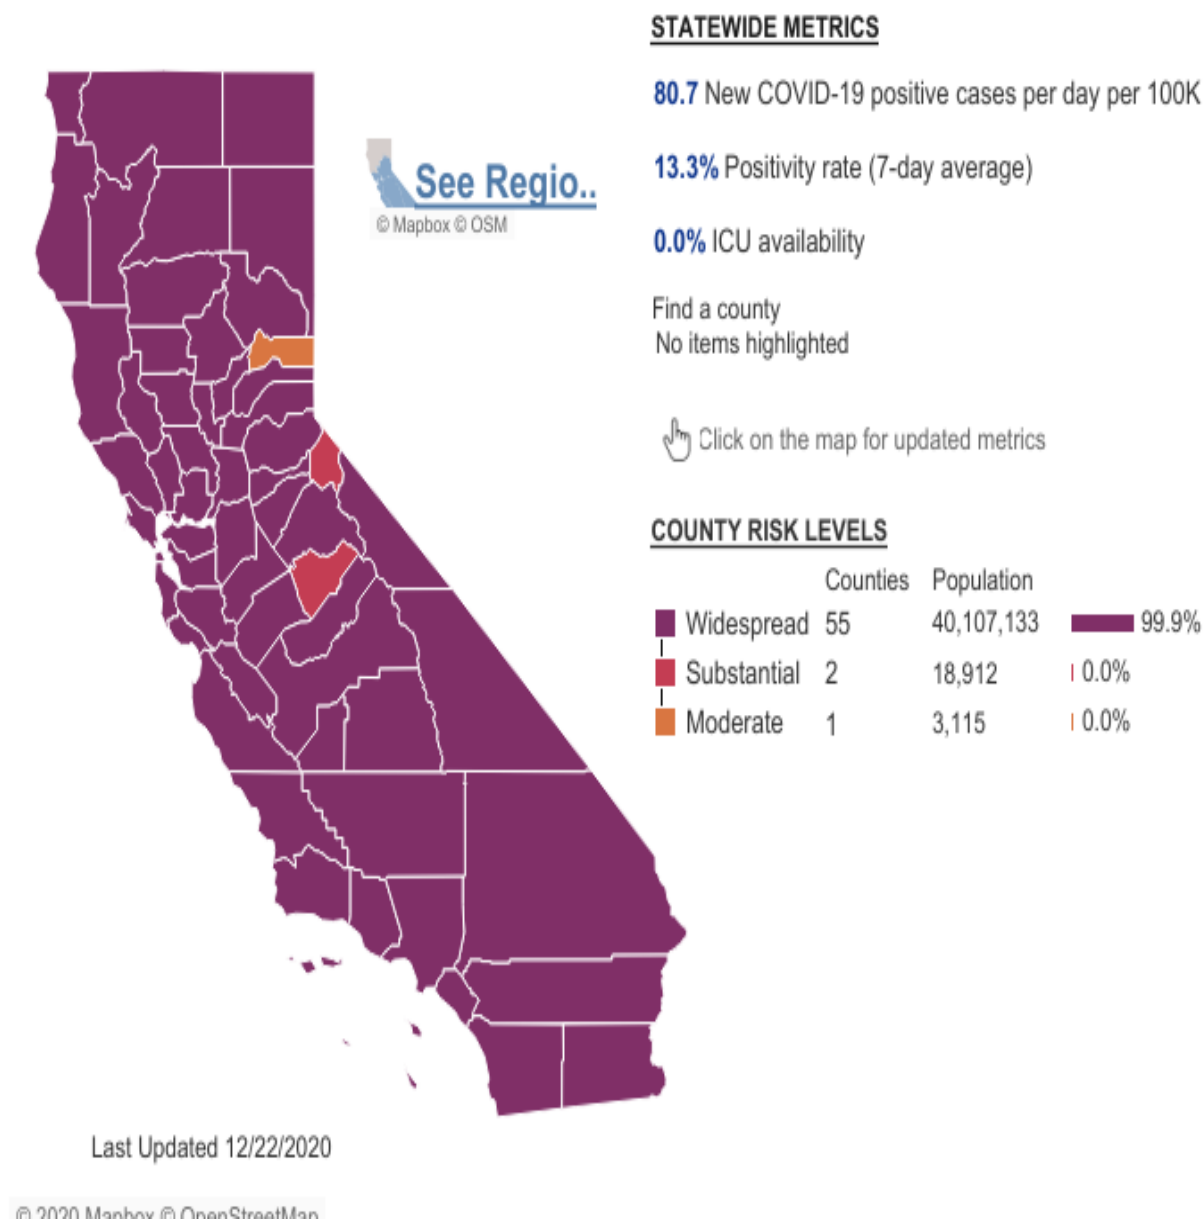 STATEWIDE METRICS
80.7 New COVID-19 positive cases per day per 100K
13.3% Positivity rate (7-day average)
See Regio..
© Mapbox © OSM
0.0% ICU availability
Find a county
No items highlighted
Click on the map for updated metrics
COUNTY RISK LEVELS
Counties Population
Widespread 55 40,107,133 99.9%
Substantial 2 18,912 0.0%
Moderate 1 3,115 0.0%
Last Updated 12/22/2020
© 2020 Mapbox © OpenStreetMap